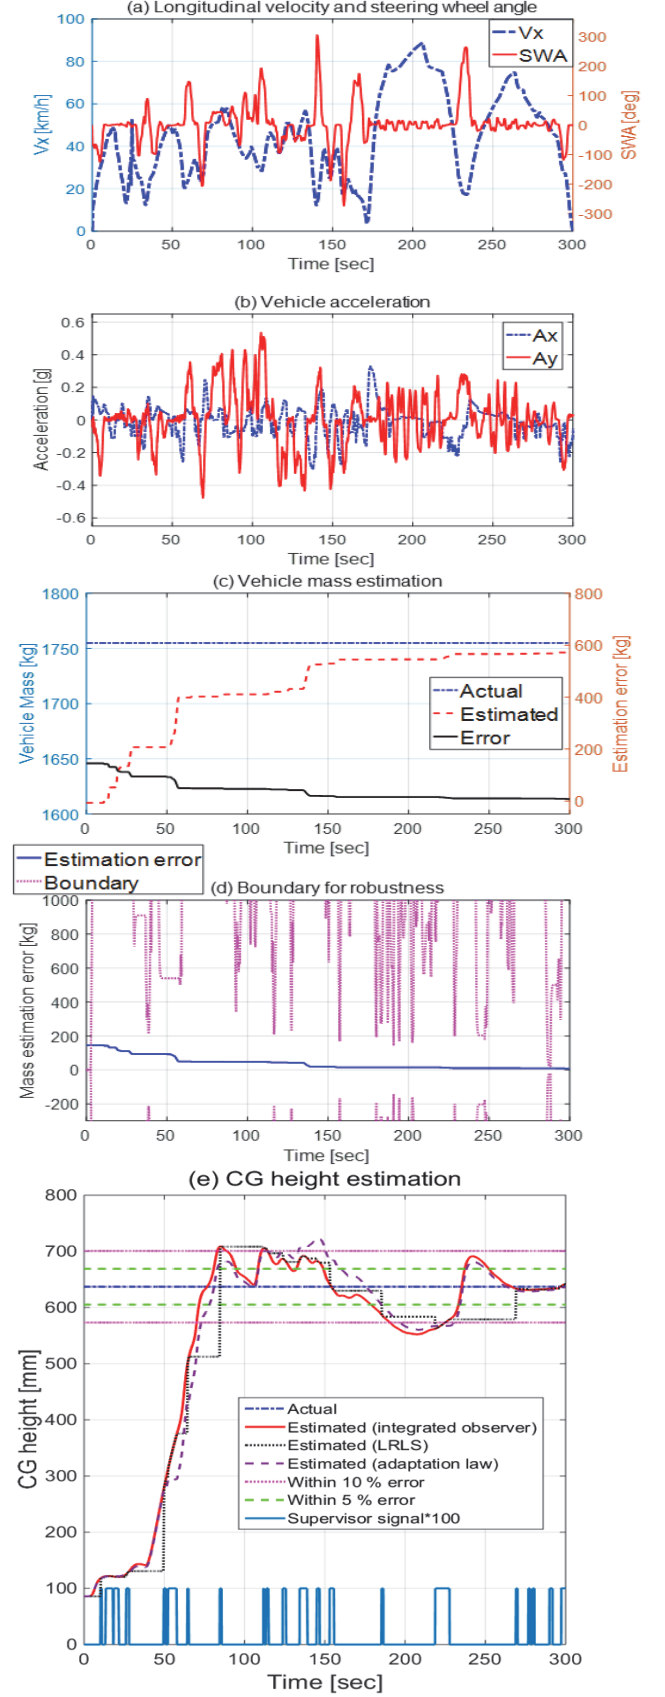 (a) Longitudinal velocity and steering wheel angle
Vx [km/h]
SWA [deg]
100
80
60
40
20
0
300
200
100
0
-100
-200
-300
Vx
SWA
0 50 100 150 200 250 300
Time [sec]
(b) Vehicle acceleration
Acceleration [g]
0.6
0.4
0.2
0
-0.2
-0.4
-0.6
Ax
Ay
0 50 100 150 200 250 300
Time [sec]
(c) Vehicle mass estimation
Vehicle Mass [kg]
Estimation error [kg]
1800
1750
1700
1650
1600
800
600
400
200
0
Actual
Estimated
Error
0 50 100 150 200 250 300
Time [sec]
Estimation error
Boundary
(d) Boundary for robustness
Mass estimation error [kg]
1000
800
600
400
200
0
-200
0 50 100 150 200 250 300
Time [sec]
(e) CG height estimation
CG height [mm]
800
700
600
500
400
300
200
100
0
Actual
Estimated (integrated observer)
Estimated (LRLS)
Estimated (adaptation law)
Within 10 % error
Within 5 % error
Supervisor signal*100
0 50 100 150 200 250 300
Time [sec]